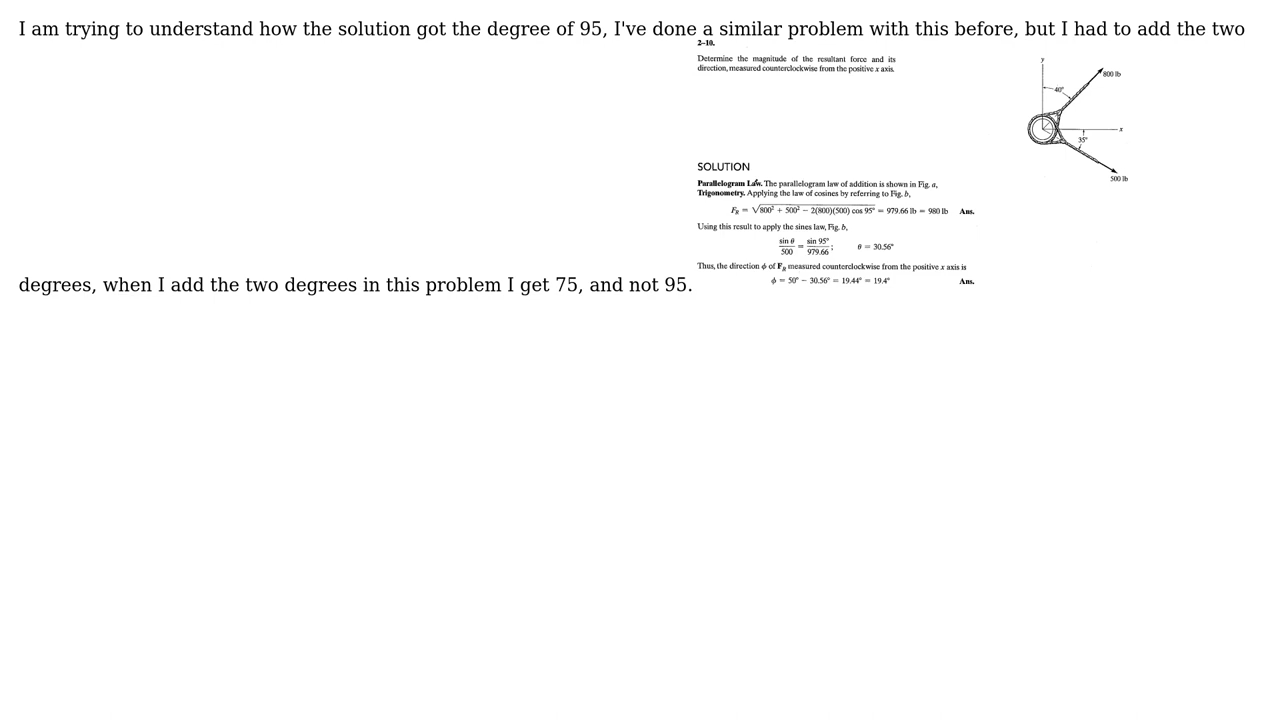 I am trying to understand how the solution got the degree of 95, I've done a similar problem with this before, but I had to add the two
2–10.
Determine the magnitude of the resultant force and its
direction, measured counterclockwise from the positive x axis.
y
800 lb
40°
x
35°
500 lb
SOLUTION
Parallelogram Law. The parallelogram law of addition is shown in Fig. a,
Trigonometry. Applying the law of cosines by referring to Fig. b,
F_R = √800² + 500² − 2(800)(500) cos 95° = 979.66 lb = 980 lb Ans.
Using this result to apply the sines law, Fig. b,
sin θ / 500 = sin 95° / 979.66 ; θ = 30.56°
Thus, the direction ϕ of F_R measured counterclockwise from the positive x axis is
ϕ = 50° − 30.56° = 19.44° = 19.4° Ans.
degrees, when I add the two degrees in this problem I get 75, and not 95.